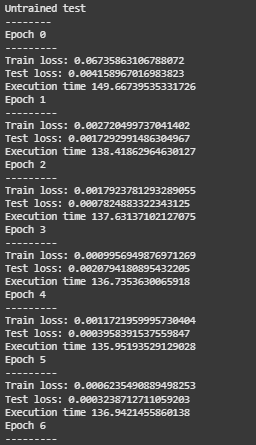 Untrained test
--------
Epoch 0
---------
Train loss: 0.06735863106788072
Test loss: 0.004158967016983823
Execution time 149.66739535331726
Epoch 1
---------
Train loss: 0.002720499737041402
Test loss: 0.0017292991486304967
Execution time 138.41862964630127
Epoch 2
---------
Train loss: 0.0017923781293289055
Test loss: 0.0007824883322343125
Execution time 137.63137102127075
Epoch 3
---------
Train loss: 0.0009956949876971269
Test loss: 0.0020794180895432205
Execution time 136.7353630065918
Epoch 4
---------
Train loss: 0.0011721959995730404
Test loss: 0.0003958391537559847
Execution time 135.95193529129028
Epoch 5
---------
Train loss: 0.0006235490889498253
Test loss: 0.0003238712711059203
Execution time 136.9421455860138
Epoch 6
---------